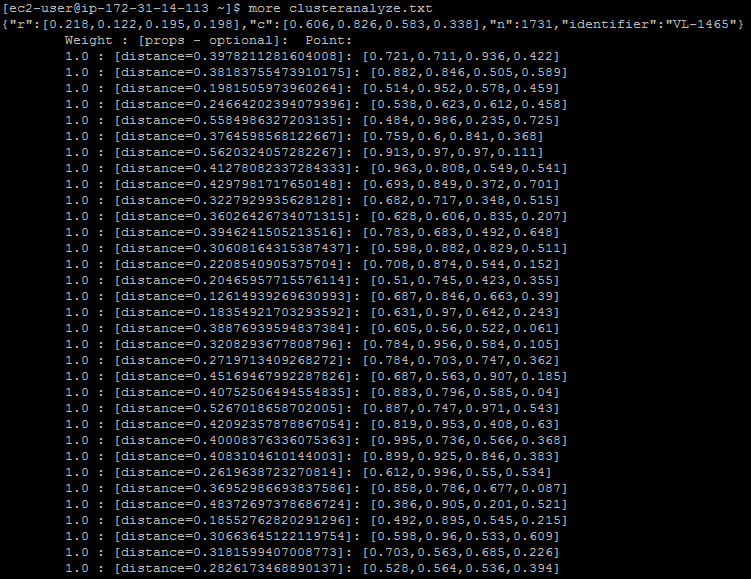 [ec2-user@ip-172-31-14-113 ~]$ more clusteranalyze.txt
{"r":[0.218,0.122,0.195,0.198],"c":[0.606,0.826,0.583,0.338],"n":1731,"identifier":"VL-1465"}
Weight : [props - optional]: Point:
1.0 : [distance=0.3978211281604008]: [0.721,0.711,0.936,0.422]
1.0 : [distance=0.38183755473910175]: [0.882,0.846,0.505,0.589]
1.0 : [distance=0.1981505973960264]: [0.514,0.952,0.578,0.459]
1.0 : [distance=0.24664202394079396]: [0.538,0.623,0.612,0.458]
1.0 : [distance=0.5584986327203135]: [0.484,0.986,0.235,0.725]
1.0 : [distance=0.3764598568122667]: [0.759,0.6,0.841,0.368]
1.0 : [distance=0.5620324057282267]: [0.913,0.97,0.97,0.111]
1.0 : [distance=0.41278082337284333]: [0.963,0.808,0.549,0.541]
1.0 : [distance=0.4297981717650148]: [0.693,0.849,0.372,0.701]
1.0 : [distance=0.3227929935628128]: [0.682,0.717,0.348,0.515]
1.0 : [distance=0.36026426734071315]: [0.628,0.606,0.835,0.207]
1.0 : [distance=0.3946241505213516]: [0.783,0.683,0.492,0.648]
1.0 : [distance=0.30608164315387437]: [0.598,0.882,0.829,0.511]
1.0 : [distance=0.2208540905375704]: [0.708,0.874,0.544,0.152]
1.0 : [distance=0.20465957715576114]: [0.51,0.745,0.423,0.355]
1.0 : [distance=0.12614939269630993]: [0.687,0.846,0.663,0.39]
1.0 : [distance=0.18354921703293592]: [0.631,0.97,0.642,0.243]
1.0 : [distance=0.38876939594837384]: [0.605,0.56,0.522,0.061]
1.0 : [distance=0.3208293677808796]: [0.784,0.956,0.584,0.105]
1.0 : [distance=0.2719713409268272]: [0.784,0.703,0.747,0.362]
1.0 : [distance=0.45169467992287826]: [0.687,0.563,0.907,0.185]
1.0 : [distance=0.40752506494554835]: [0.883,0.796,0.585,0.04]
1.0 : [distance=0.5267018658702005]: [0.887,0.747,0.971,0.543]
1.0 : [distance=0.42092357878867054]: [0.819,0.953,0.408,0.63]
1.0 : [distance=0.40008376336075363]: [0.995,0.736,0.566,0.368]
1.0 : [distance=0.4083104610144003]: [0.899,0.925,0.846,0.383]
1.0 : [distance=0.2619638723270814]: [0.612,0.996,0.55,0.534]
1.0 : [distance=0.36952986693837586]: [0.858,0.786,0.677,0.087]
1.0 : [distance=0.48372697378686724]: [0.386,0.905,0.201,0.521]
1.0 : [distance=0.18552762820291296]: [0.492,0.895,0.545,0.215]
1.0 : [distance=0.30663645122119754]: [0.598,0.96,0.533,0.609]
1.0 : [distance=0.3181599407008773]: [0.703,0.563,0.685,0.226]
1.0 : [distance=0.2826173468890137]: [0.528,0.564,0.536,0.394]